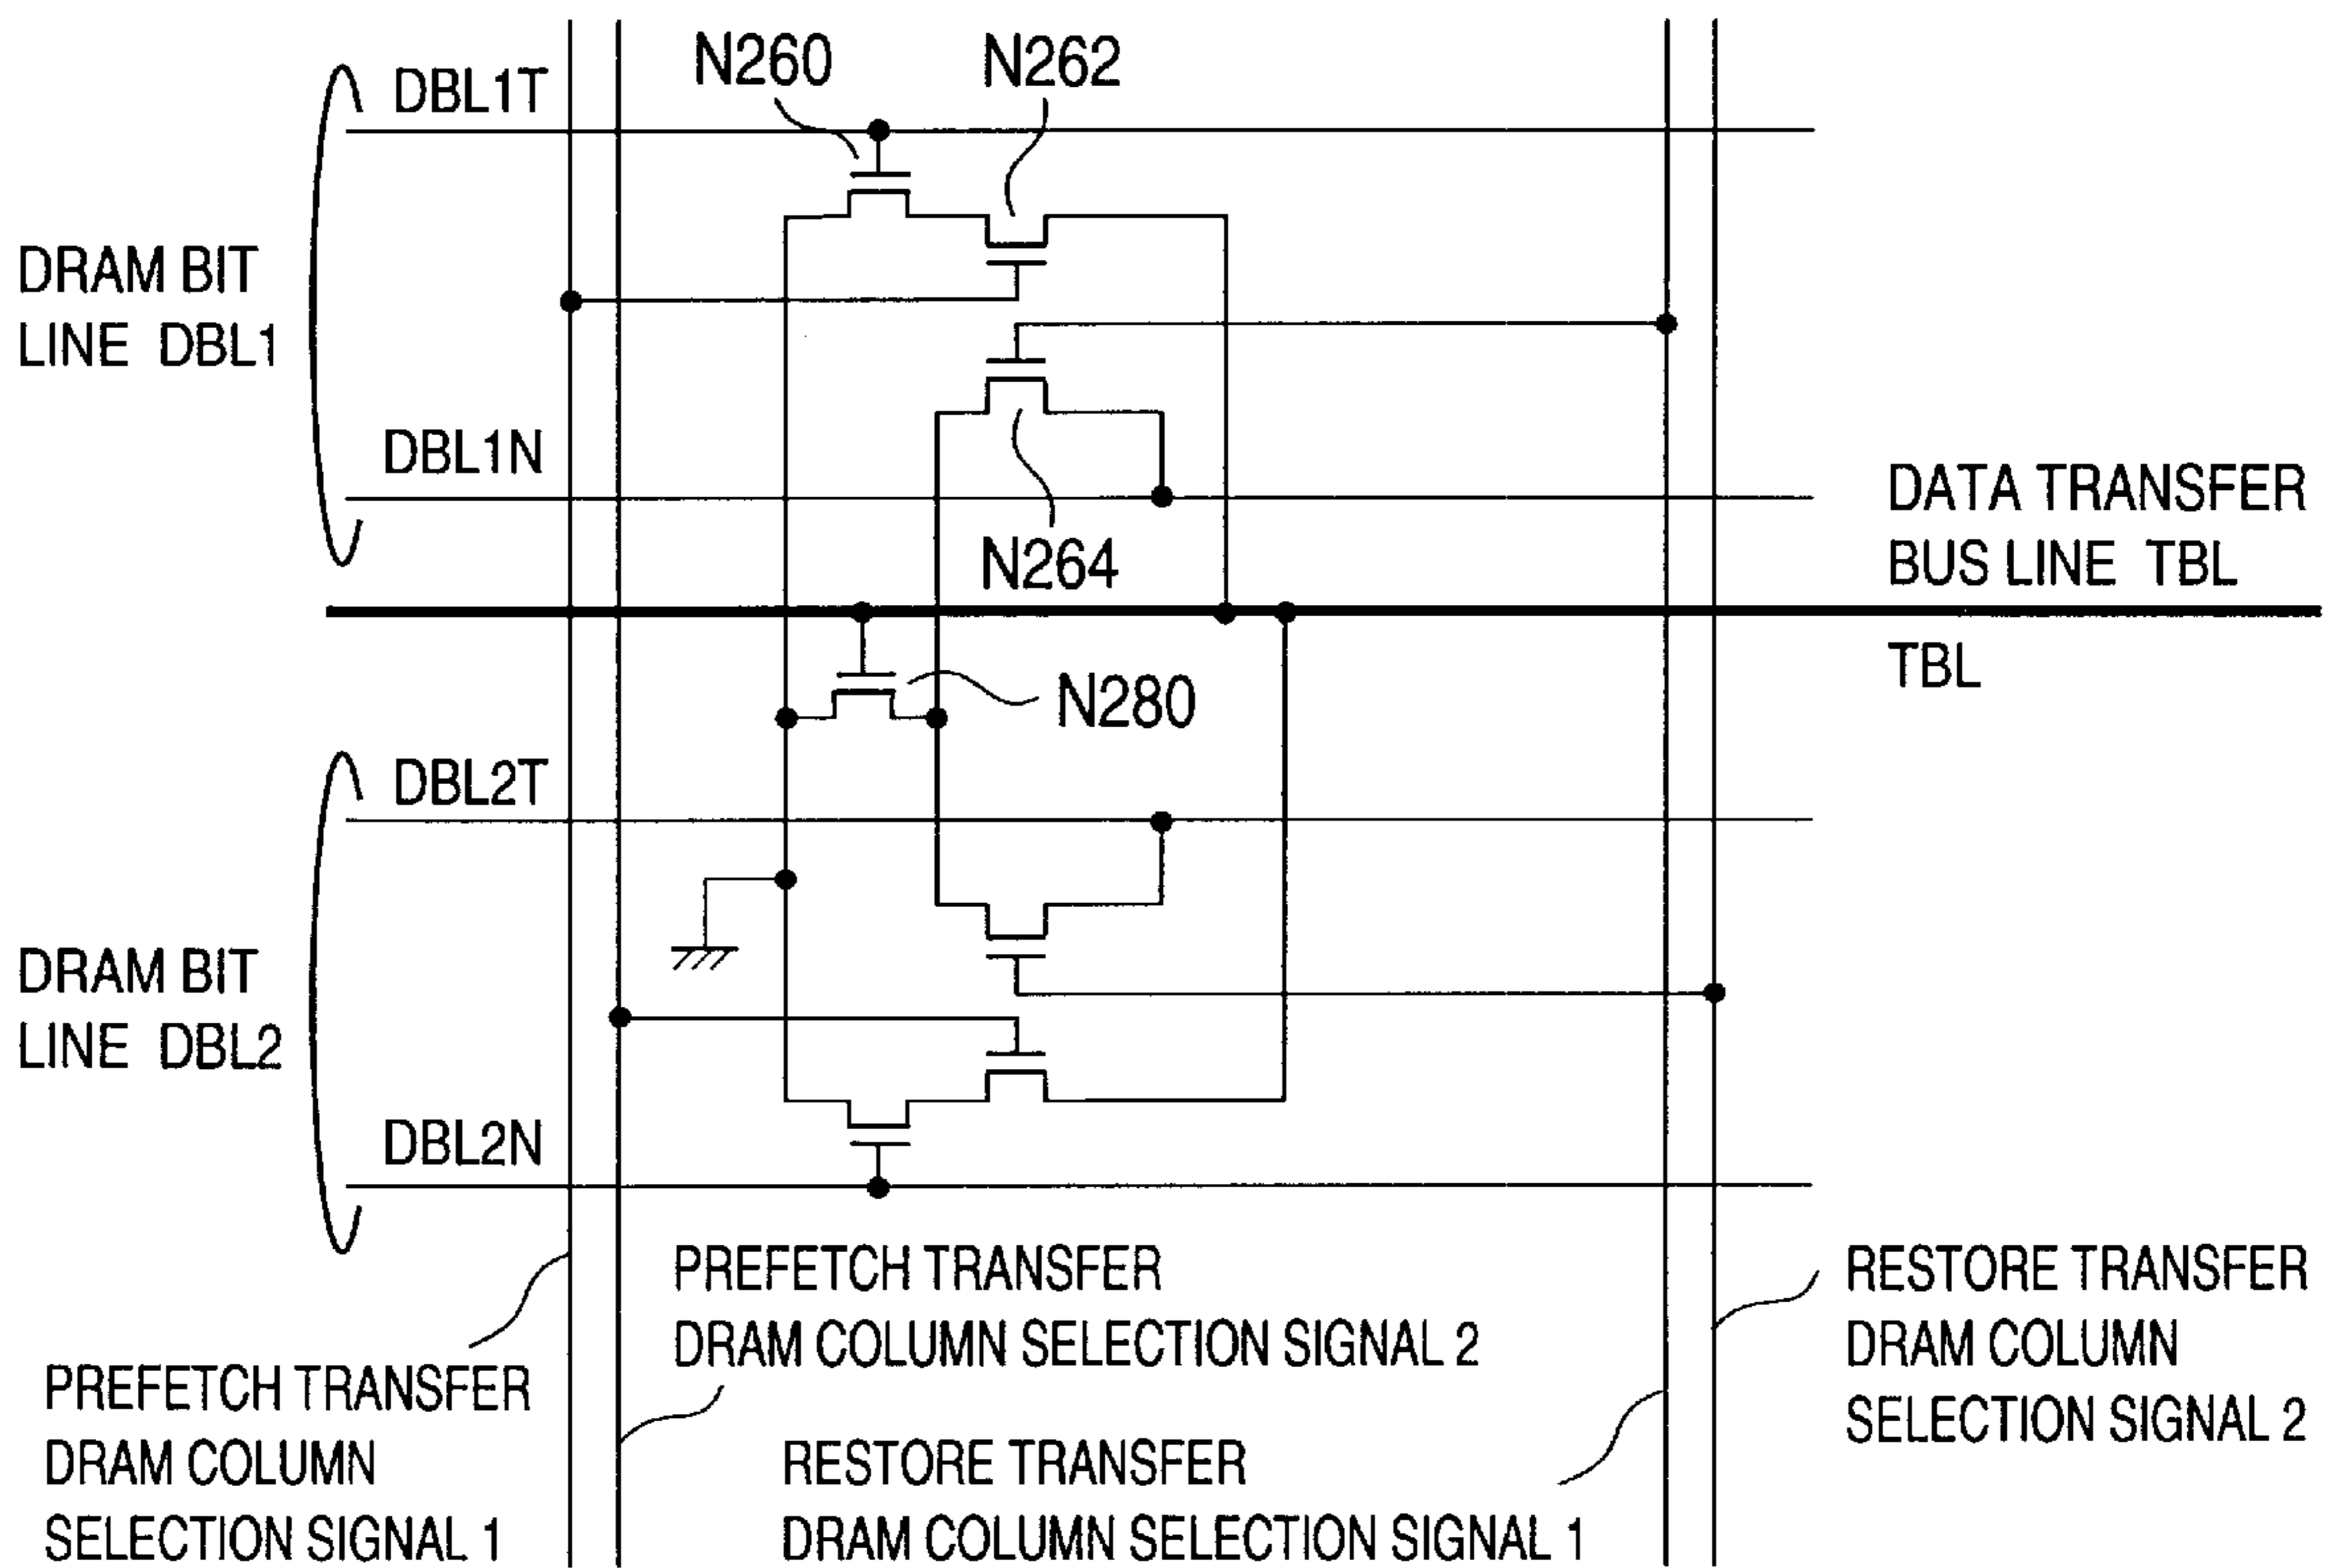 N260
N262
DBL1T
DRAM BIT
LINE DBL1
DBL1N
N264
DATA TRANSFER
BUS LINE TBL
TBL
N280
DBL2T
DRAM BIT
LINE DBL2
DBL2N
PREFETCH TRANSFER
DRAM COLUMN SELECTION SIGNAL 2
RESTORE TRANSFER
DRAM COLUMN
SELECTION SIGNAL 2
PREFETCH TRANSFER
DRAM COLUMN
SELECTION SIGNAL 1
RESTORE TRANSFER
DRAM COLUMN SELECTION SIGNAL 1